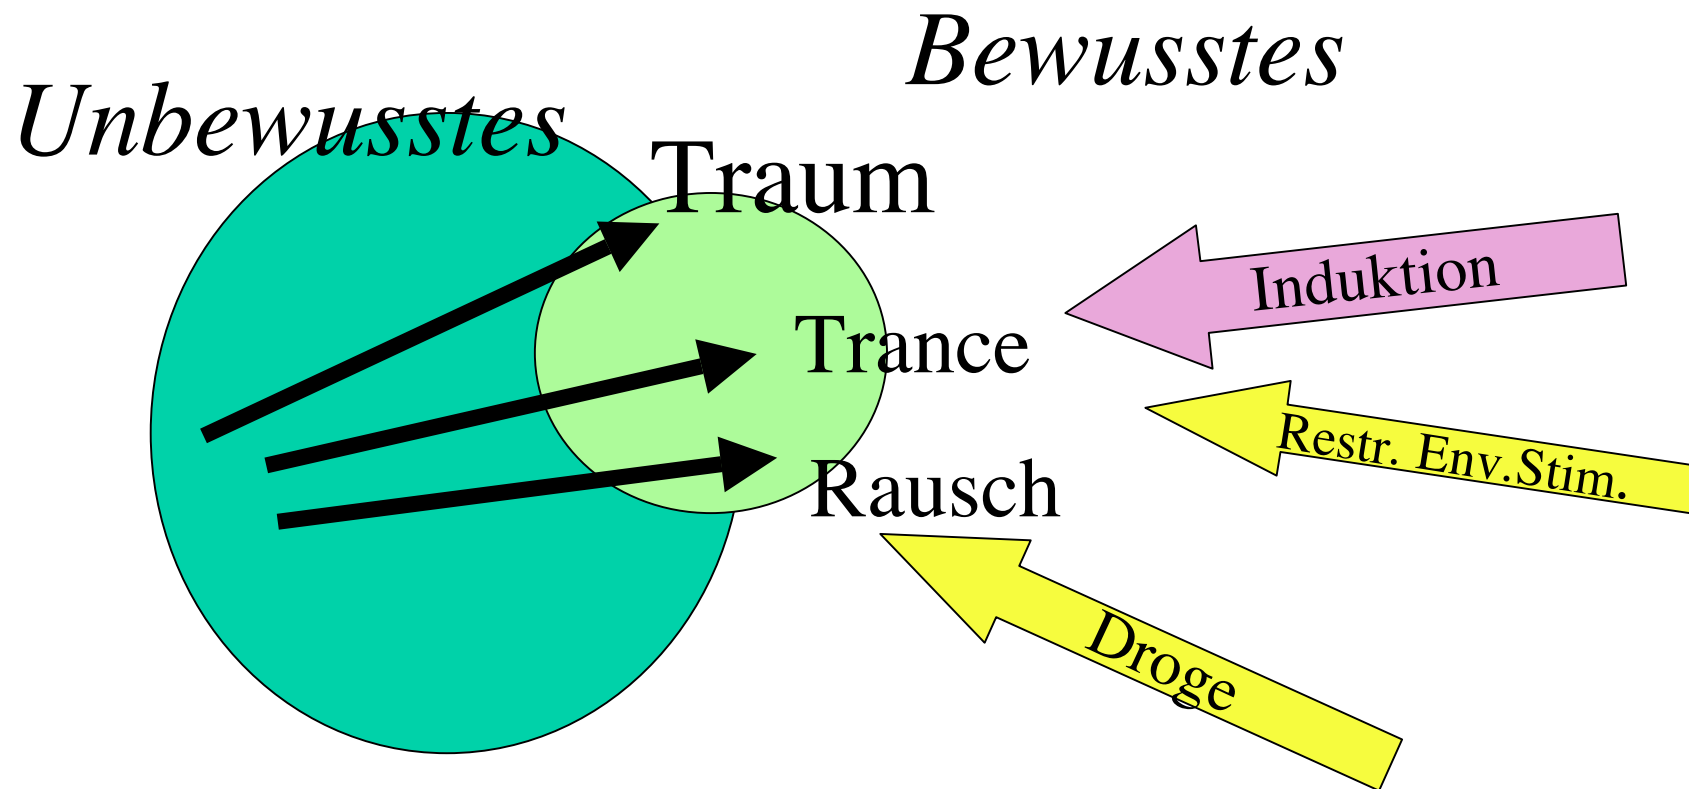 Bewusstes
Unbewusstes
Traum
Induktion
Trance
Restr. Env.Stim.
Rausch
Droge